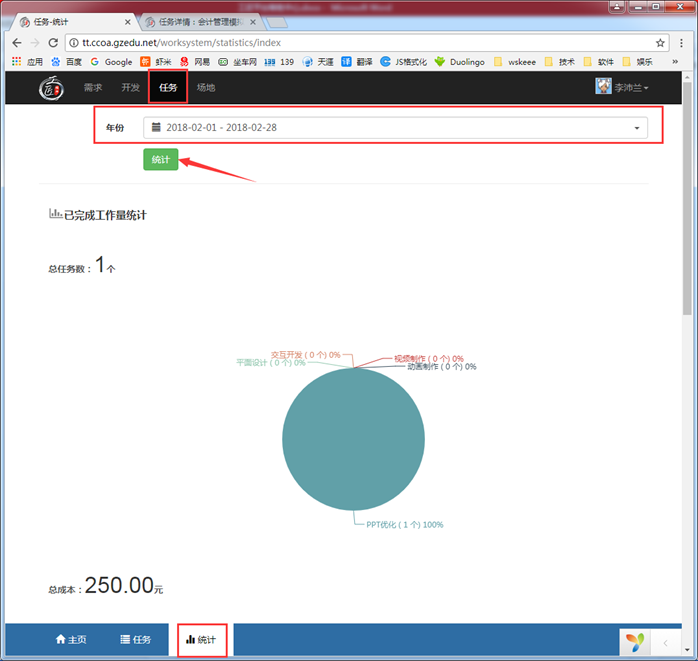 任务-统计
任务详情：会计管理模拟
tt.ccoa.gzedu.net/worksystem/statistics/index
应用 百度 Google 虾米 网易 坐车网 139 139 天涯 翻译 JS格式化 Duolingo wskeee 技术 软件 娱乐 »
需求 开发 任务 场地 李沛兰
年份 2018-02-01 - 2018-02-28
统计
已完成工作量统计
总任务数：1个
交互开发 ( 0 个) 0%
视频制作 ( 0 个) 0%
平面设计 ( 0 个) 0%
动画制作 ( 0 个) 0%
PPT优化 ( 1 个) 100%
总成本：250.00元
主页 任务 统计